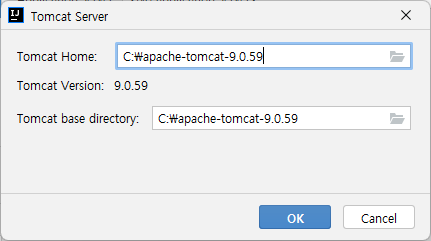 IJ Tomcat Server
Tomcat Home: C:₩apache-tomcat-9.0.59
Tomcat Version: 9.0.59
Tomcat base directory: C:₩apache-tomcat-9.0.59
OK Cancel